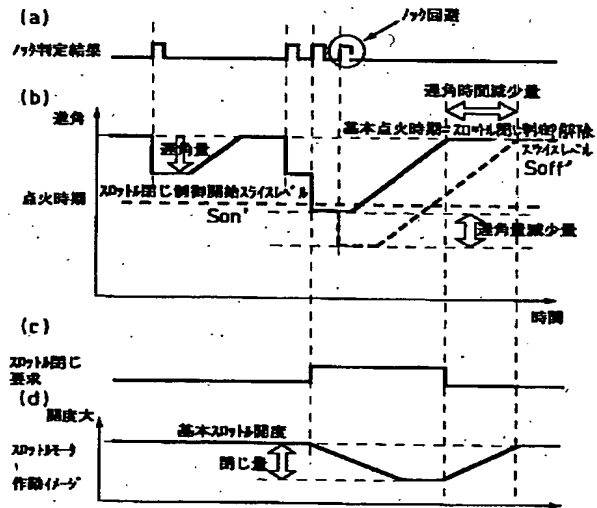 (a)
ノック回避
ノック判定結果
(b)
遅角時間減少量
進角
基本点火時期=スロットル閉じ制御解除
スライスレベル
Soff'
遅角量
点火時期
スロットル閉じ制御開始スライスレベル
Son'
遅角量減少量
時間
(c)
スロットル閉じ
要求
(d)
開度大
基本スロットル開度
スロットルモータ
作動イメージ
閉じ量